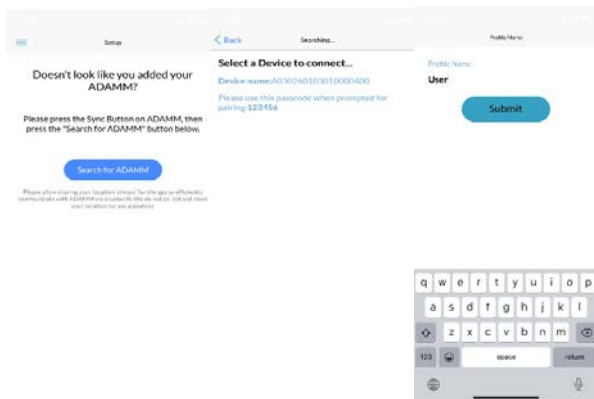 Setup
Doesn't look like you added your
ADAMM?
Please press the Sync Button on ADAMM, then
press the "Search for ADAMM" button below.
Search for ADAMM
Back
Searching...
Select a Device to connect...
Device name:A030260103010000400
Please use this passcode when prompted for
pairing:123456
Profile Name
Profile Name
User
Submit
q w e r t y u i o p
a s d f g h j k l
z x c v b n m
123 space return